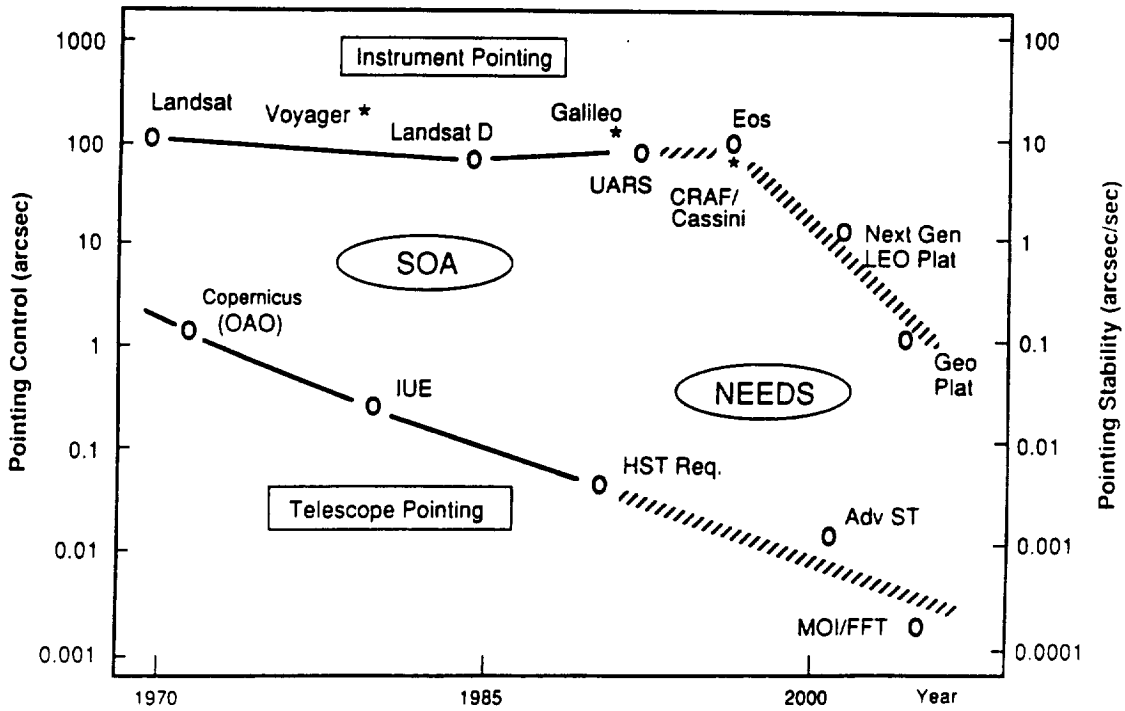 1000
100
10
1
0.1
0.01
0.001
Pointing Control (arcsec)
Instrument Pointing
Landsat
Voyager *
Landsat D
Galileo
*
UARS
Eos
*
CRAF/
Cassini
Next Gen
LEO Plat
Geo
Plat
SOA
Copernicus
(OAO)
IUE
NEEDS
HST Req.
Telescope Pointing
Adv ST
MOI/FFT
100
10
1
0.1
0.01
0.001
0.0001
Pointing Stability (arcsec/sec)
1970
1985
2000
Year